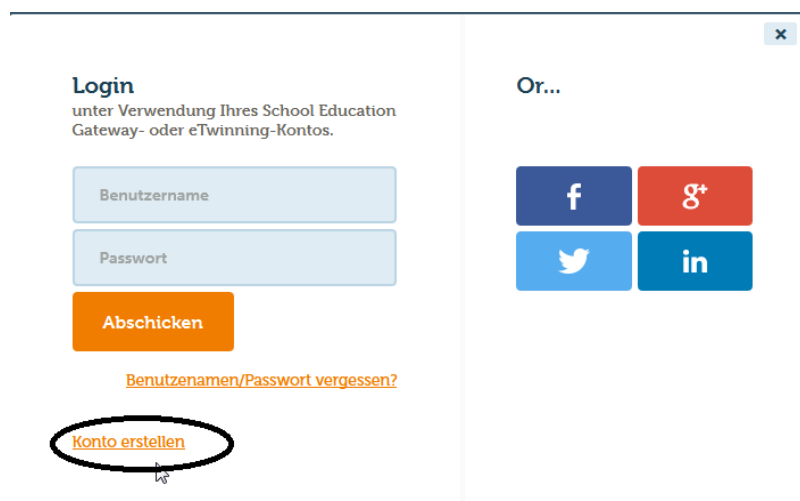 Login
unter Verwendung Ihres School Education
Gateway- oder eTwinning-Kontos.
Benutzername
Passwort
Abschicken
Benutzenamen/Passwort vergessen?
Konto erstellen
Or...
f
g+
in